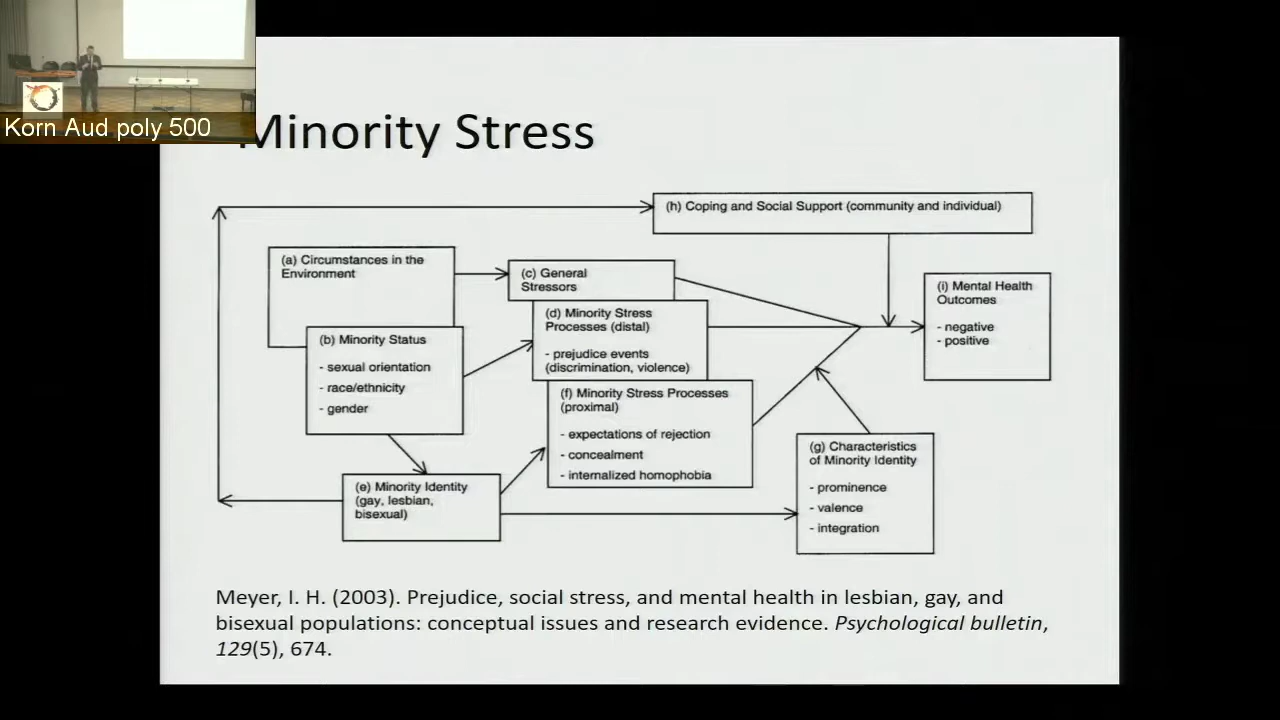 Korn Aud poly 500
Minority Stress
(h) Coping and Social Support (community and individual)
(a) Circumstances in the
Environment
(c) General
Stressors
(i) Mental Health
Outcomes
- negative
- positive
(d) Minority Stress
Processes (distal)
- prejudice events
(discrimination, violence)
(b) Minority Status
- sexual orientation
- race/ethnicity
- gender
(f) Minority Stress Processes
(proximal)
- expectations of rejection
- concealment
- internalized homophobia
(g) Characteristics
of Minority Identity
- prominence
- valence
- integration
(e) Minority Identity
(gay, lesbian,
bisexual)
Meyer, I. H. (2003). Prejudice, social stress, and mental health in lesbian, gay, and
bisexual populations: conceptual issues and research evidence. Psychological bulletin,
129(5), 674.